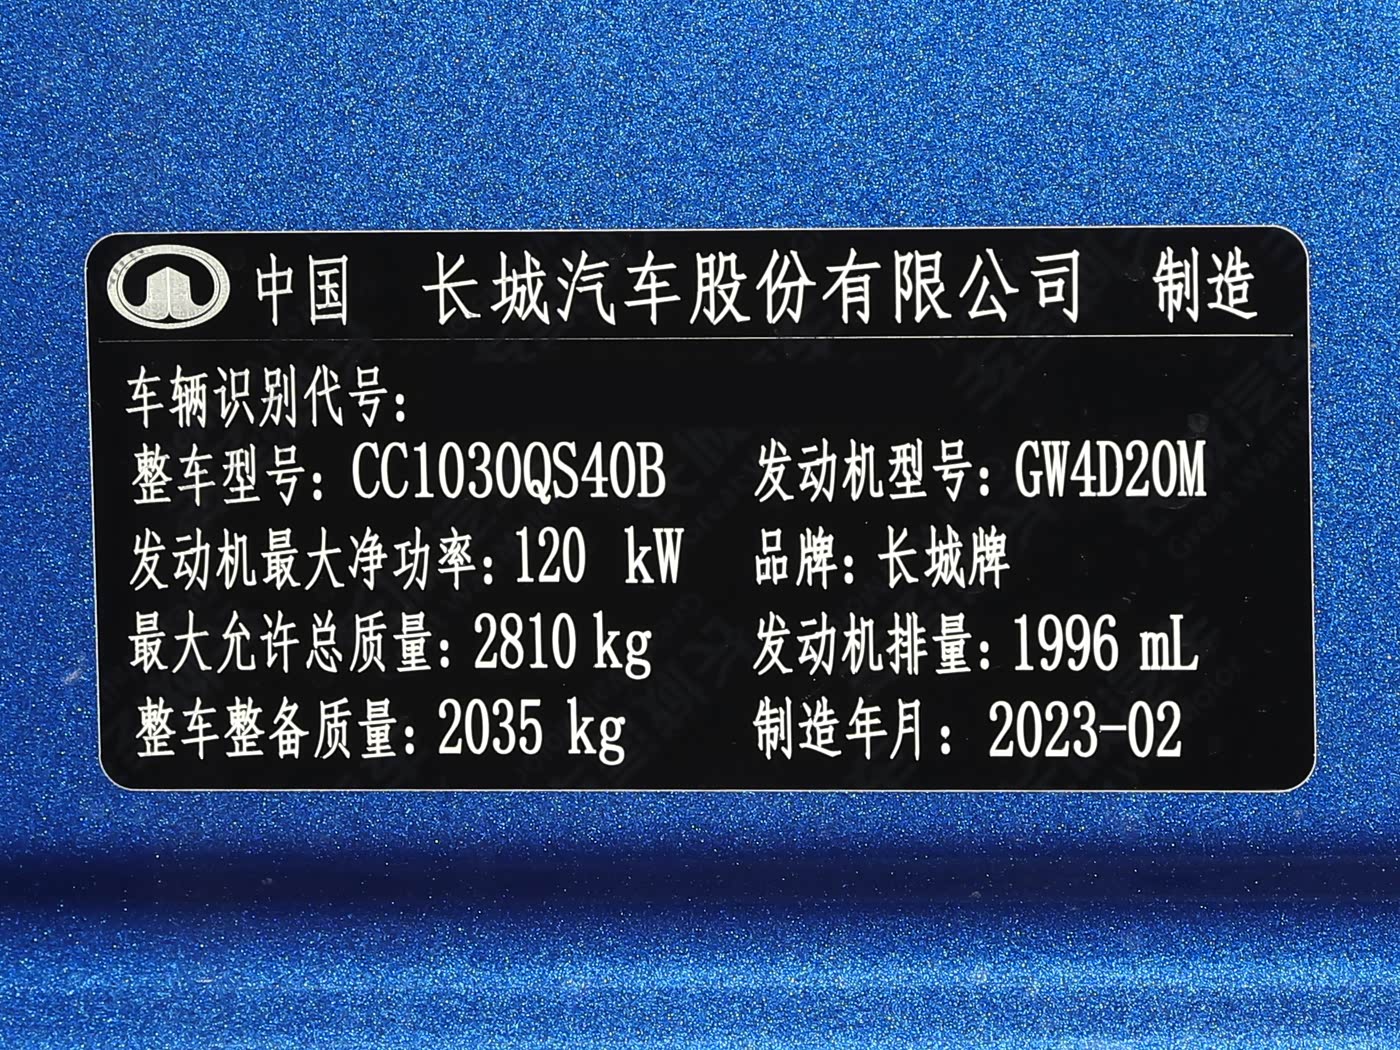 中国 长城汽车股份有限公司 制造
车辆识别代号：
整车型号：CC1030QS40B 发动机型号：GW4D20M
发动机最大净功率：120 kW 品牌：长城牌
最大允许总质量：2810 kg 发动机排量：1996 mL
整车整备质量：2035 kg 制造年月：2023-02